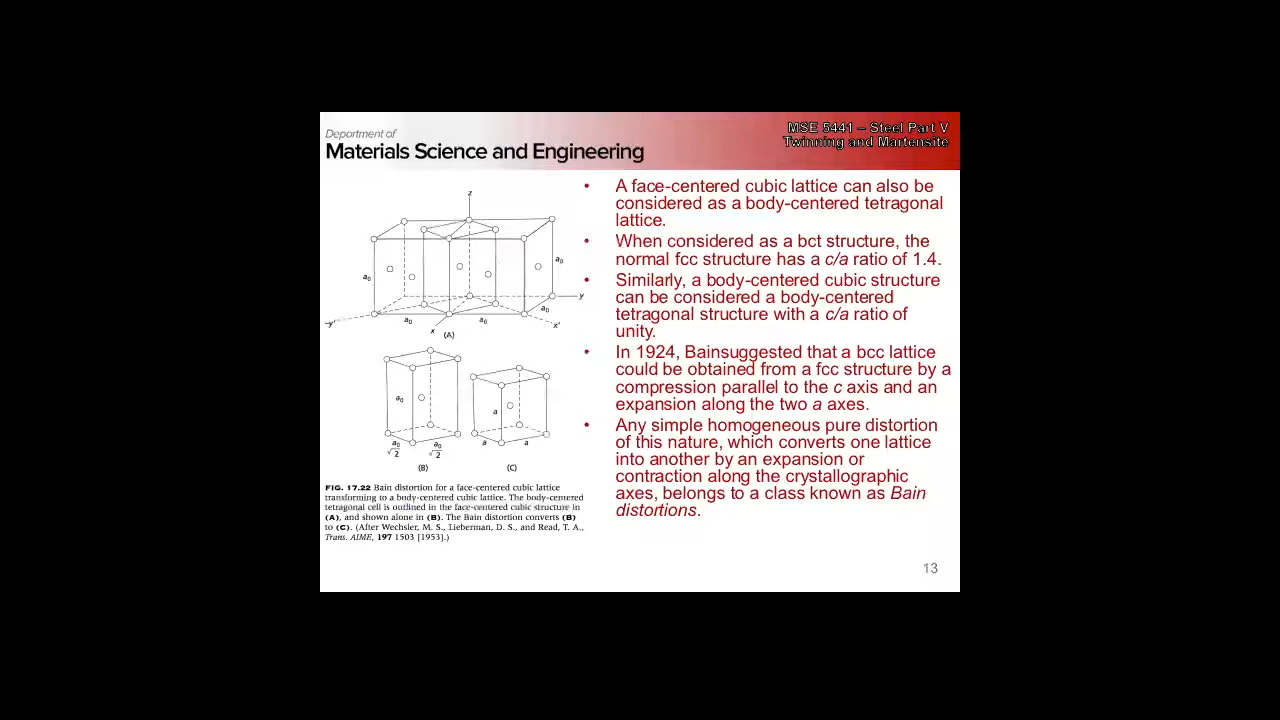 Department of
Materials Science and Engineering
MSE 5441 – Steel Part V
Twinning and Martensite
z
a₀
a₀
y
a₀
-y'
a₀
a₀
x
x'
(A)
a₀
a
a₀
√2
a₀
√2
a
a
(B)
(C)
FIG. 17.22 Bain distortion for a face-centered cubic lattice
transforming to a body-centered cubic lattice. The body-centered
tetragonal cell is outlined in the face-centered cubic structure in
(A), and shown alone in (B). The Bain distortion converts (B)
to (C). (After Wechsler, M. S., Lieberman, D. S., and Read, T. A.,
Trans. AIME, 197 1503 [1953].)
• A face-centered cubic lattice can also be
considered as a body-centered tetragonal
lattice.
• When considered as a bct structure, the
normal fcc structure has a c/a ratio of 1.4.
• Similarly, a body-centered cubic structure
can be considered a body-centered
tetragonal structure with a c/a ratio of
unity.
• In 1924, Bainsuggested that a bcc lattice
could be obtained from a fcc structure by a
compression parallel to the c axis and an
expansion along the two a axes.
• Any simple homogeneous pure distortion
of this nature, which converts one lattice
into another by an expansion or
contraction along the crystallographic
axes, belongs to a class known as Bain
distortions.
13